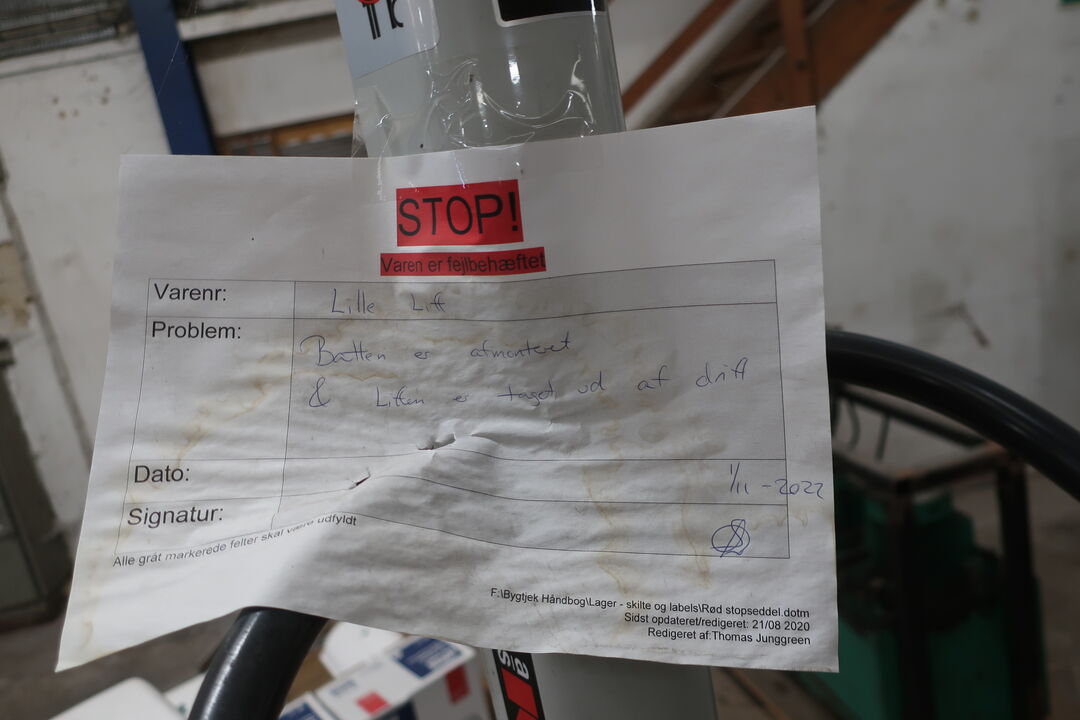 STOP!
Varen er fejlbehæftet
Varenr: Lille Lift
Problem: Batteri er afmonteret
& Liften er taget ud af drift
Dato: 1/11 - 2022
Signatur:
Alle gråt markerede felter skal være udfyldt
F:\Bygtjek Håndbog\Lager - skilte og labels\Rød stopseddel.dotm
Sidst opdateret/redigeret: 21/08 2020
Redigeret af:Thomas Junggreen